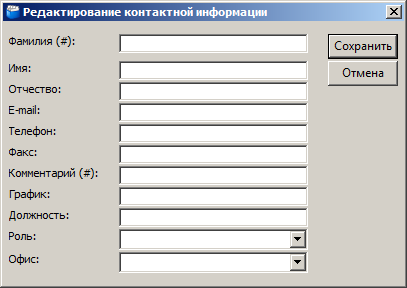 Редактирование контактной информации
Фамилия (#):
Сохранить
Имя:
Отмена
Отчество:
E-mail:
Телефон:
Факс:
Комментарий (#):
График:
Должность:
Роль:
Офис: